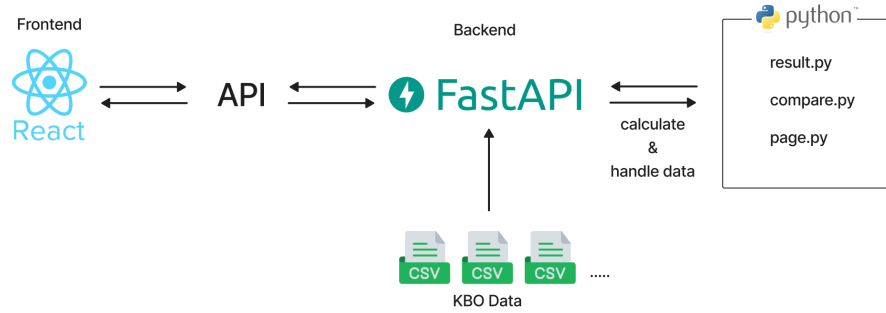 Frontend
React
API
Backend
FastAPI
calculate
&
handle data
python™
result.py
compare.py
page.py
CSV CSV CSV .....
KBO Data